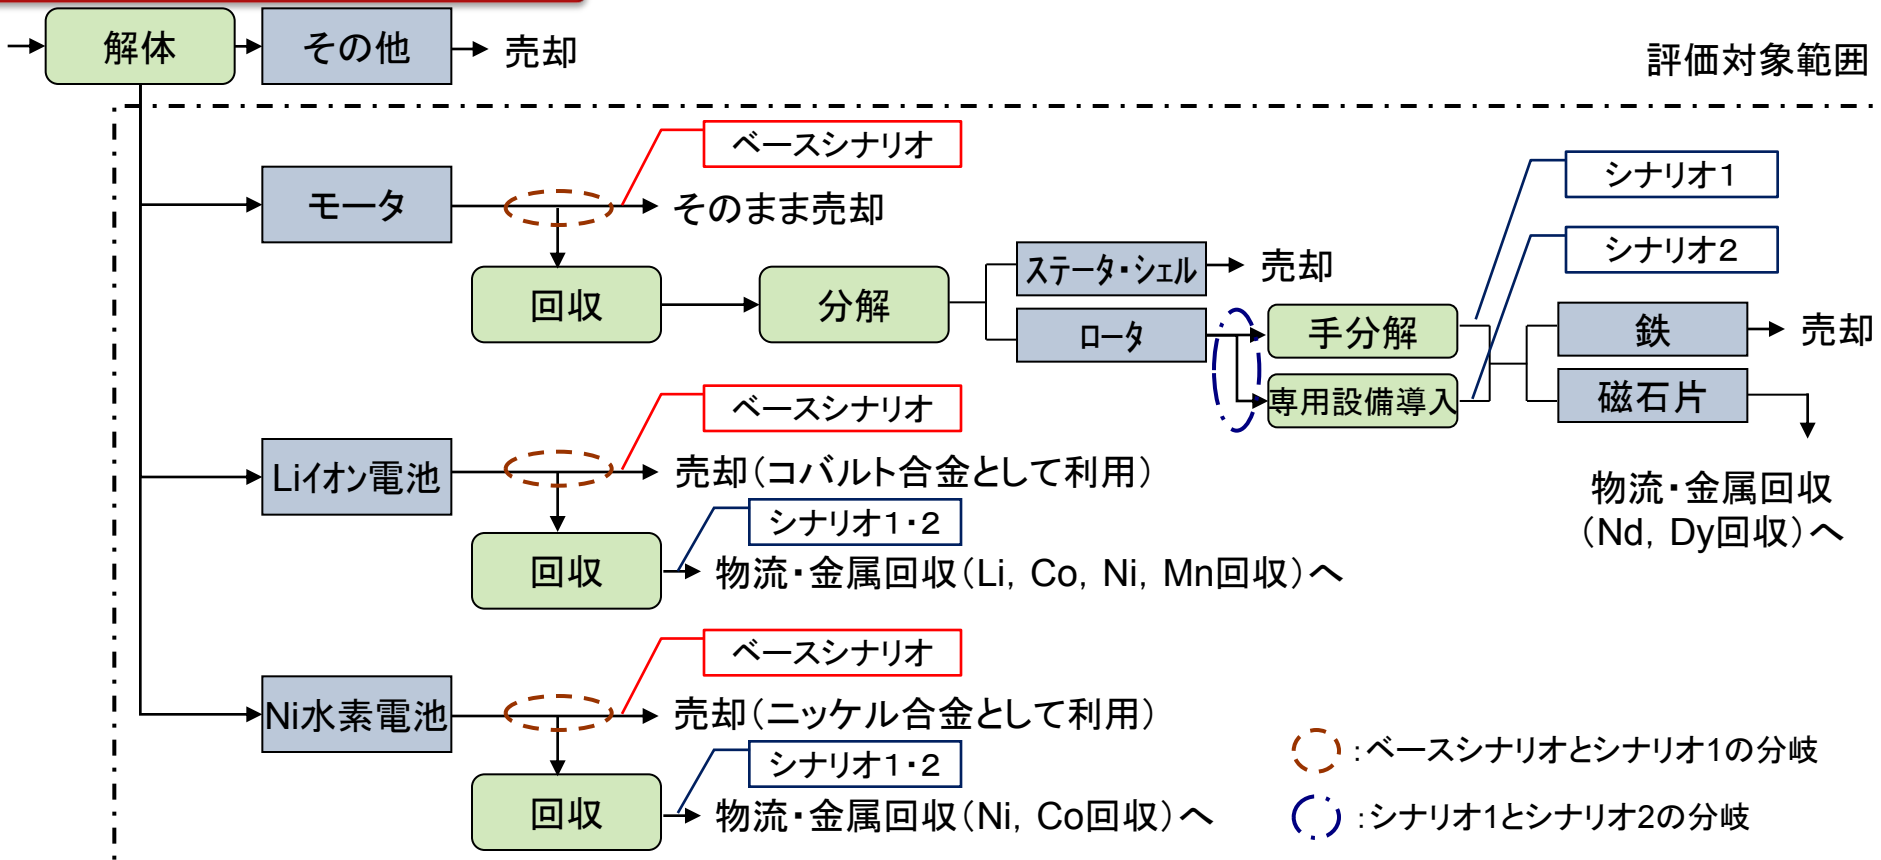 解体
その他
売却
評価対象範囲
ベースシナリオ
モータ
そのまま売却
シナリオ1
シナリオ2
回収
分解
ステータ・シェル
売却
ロータ
手分解
専用設備導入
鉄
売却
磁石片
物流・金属回収
(Nd, Dy回収)へ
ベースシナリオ
Liイオン電池
売却(コバルト合金として利用)
シナリオ1・2
回収
物流・金属回収(Li, Co, Ni, Mn回収)へ
ベースシナリオ
Ni水素電池
売却(ニッケル合金として利用)
シナリオ1・2
回収
物流・金属回収(Ni, Co回収)へ
:ベースシナリオとシナリオ1の分岐
:シナリオ1とシナリオ2の分岐